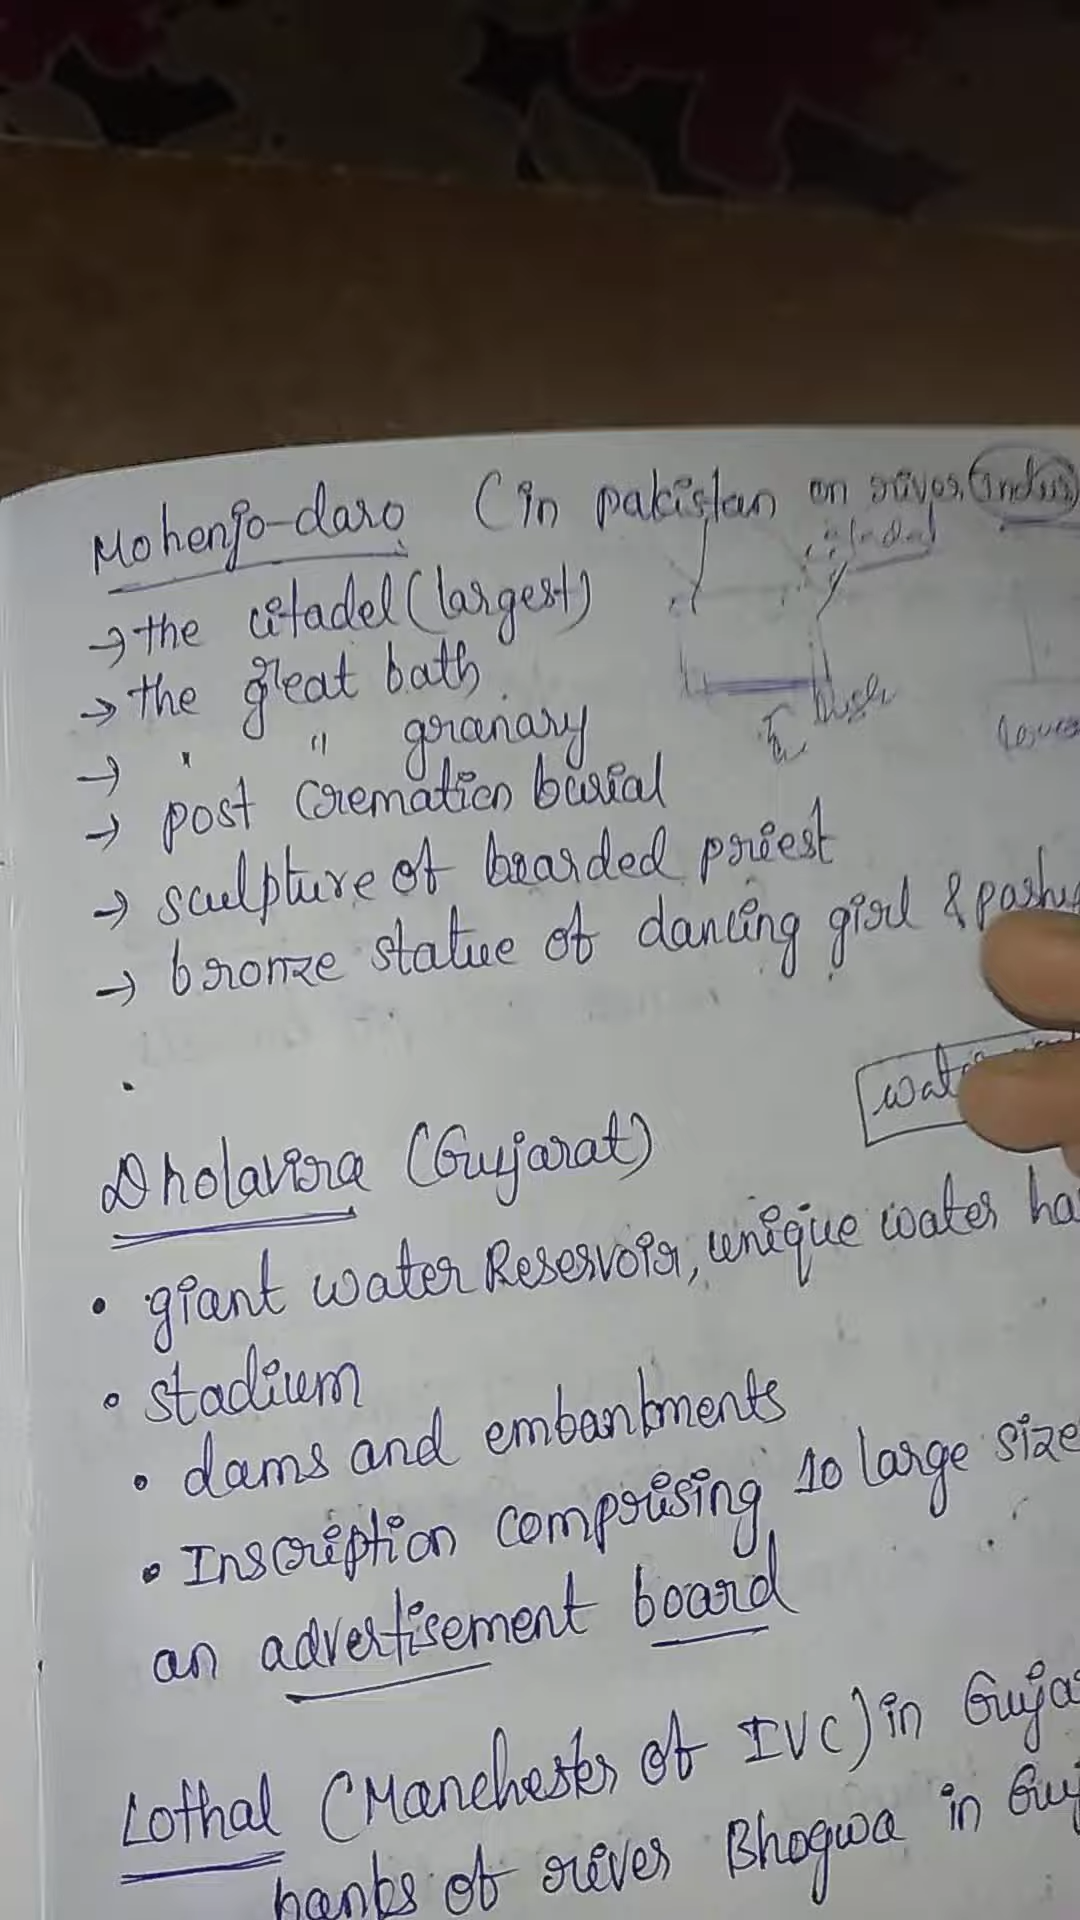 Mohenjo-daro (in pakistan on river Indus)
citadel
→ the citadel (largest)
→ the great bath
→ " " granary
→ post cremation burial
→ sculpture of bearded priest
→ bronze statue of dancing girl &
Dholavira (Gujarat)
• giant water Reservoir, unique water
• stadium
• dams and embankments
• Inscription comprising 10 large size
an advertisement board
Lothal (Manchester of IVC) in
banks of river Bhogwa in